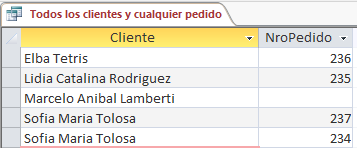 Todos los clientes y cualquier pedido
Cliente NroPedido
Elba Tetris 236
Lidia Catalina Rodriguez 235
Marcelo Anibal Lamberti
Sofia Maria Tolosa 237
Sofia Maria Tolosa 234